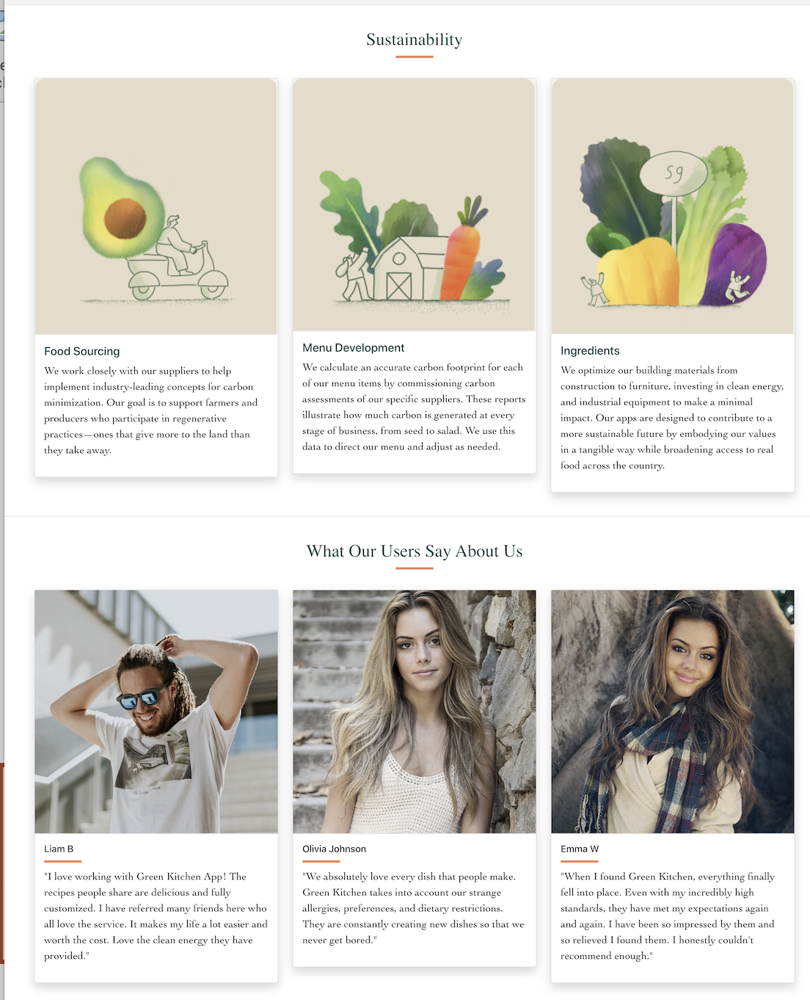 Sustainability
sg
Food Sourcing
We work closely with our suppliers to help
implement industry-leading concepts for carbon
minimization. Our goal is to support farmers and
producers who participate in regenerative
practices—ones that give more to the land than
they take away.
Menu Development
We calculate an accurate carbon footprint for each
of our menu items by commissioning carbon
assessments of our specific suppliers. These reports
illustrate how much carbon is generated at every
stage of business, from seed to salad. We use this
data to direct our menu and adjust as needed.
Ingredients
We optimize our building materials from
construction to furniture, investing in clean energy,
and industrial equipment to make a minimal
impact. Our apps are designed to contribute to a
more sustainable future by embodying our values
in a tangible way while broadening access to real
food across the country.
What Our Users Say About Us
Liam B
"I love working with Green Kitchen App! The
recipes people share are delicious and fully
customized. I have referred many friends here who
all love the service. It makes my life a lot easier and
worth the cost. Love the clean energy they have
provided."
Olivia Johnson
"We absolutely love every dish that people make.
Green Kitchen takes into account our strange
allergies, preferences, and dietary restrictions.
They are constantly creating new dishes so that we
never get bored."
Emma W
"When I found Green Kitchen, everything finally
fell into place. Even with my incredibly high
standards, they have met my expectations again
and again. I have been so impressed by them and
so relieved I found them. I honestly couldn't
recommend enough."